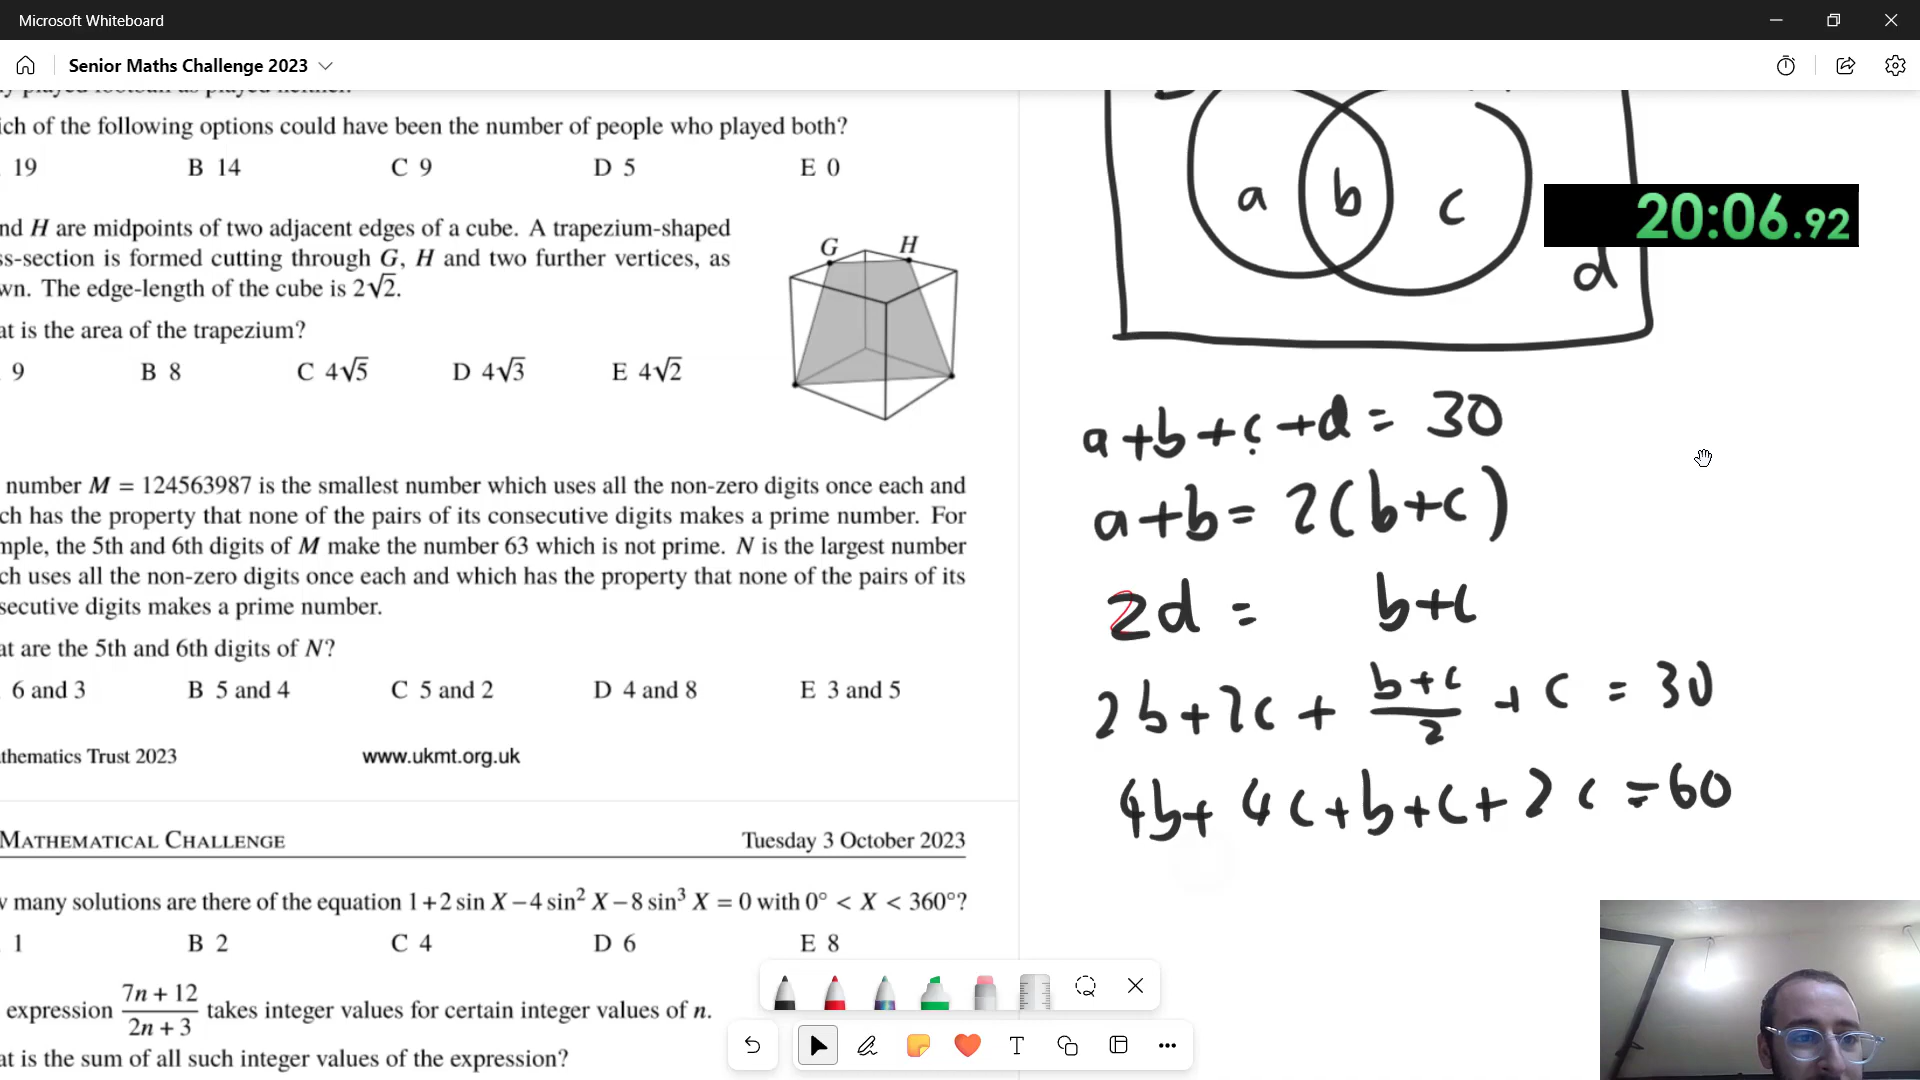 Microsoft Whiteboard
Senior Maths Challenge 2023
y played football as played neither.
ich of the following options could have been the number of people who played both?
19 B 14 C 9 D 5 E 0
nd H are midpoints of two adjacent edges of a cube. A trapezium-shaped
ss-section is formed cutting through G, H and two further vertices, as
wn. The edge-length of the cube is 2√2.
at is the area of the trapezium?
9 B 8 C 4√5 D 4√3 E 4√2
G H
number M = 124563987 is the smallest number which uses all the non-zero digits once each and
ch has the property that none of the pairs of its consecutive digits makes a prime number. For
mple, the 5th and 6th digits of M make the number 63 which is not prime. N is the largest number
ch uses all the non-zero digits once each and which has the property that none of the pairs of its
secutive digits makes a prime number.
at are the 5th and 6th digits of N?
6 and 3 B 5 and 4 C 5 and 2 D 4 and 8 E 3 and 5
thematics Trust 2023 www.ukmt.org.uk
MATHEMATICAL CHALLENGE Tuesday 3 October 2023
w many solutions are there of the equation 1+2 sin X−4 sin² X−8 sin³ X = 0 with 0° < X < 360°?
1 B 2 C 4 D 6 E 8
expression (7n + 12)/(2n + 3) takes integer values for certain integer values of n.
at is the sum of all such integer values of the expression?
a b c d
20:06.92
a+b+c+d= 30
a+b= 2(b+c)
2d = b+c
2b+2c + (b+c)/2 + c = 30
4b+ 4c+b+c+2c=60